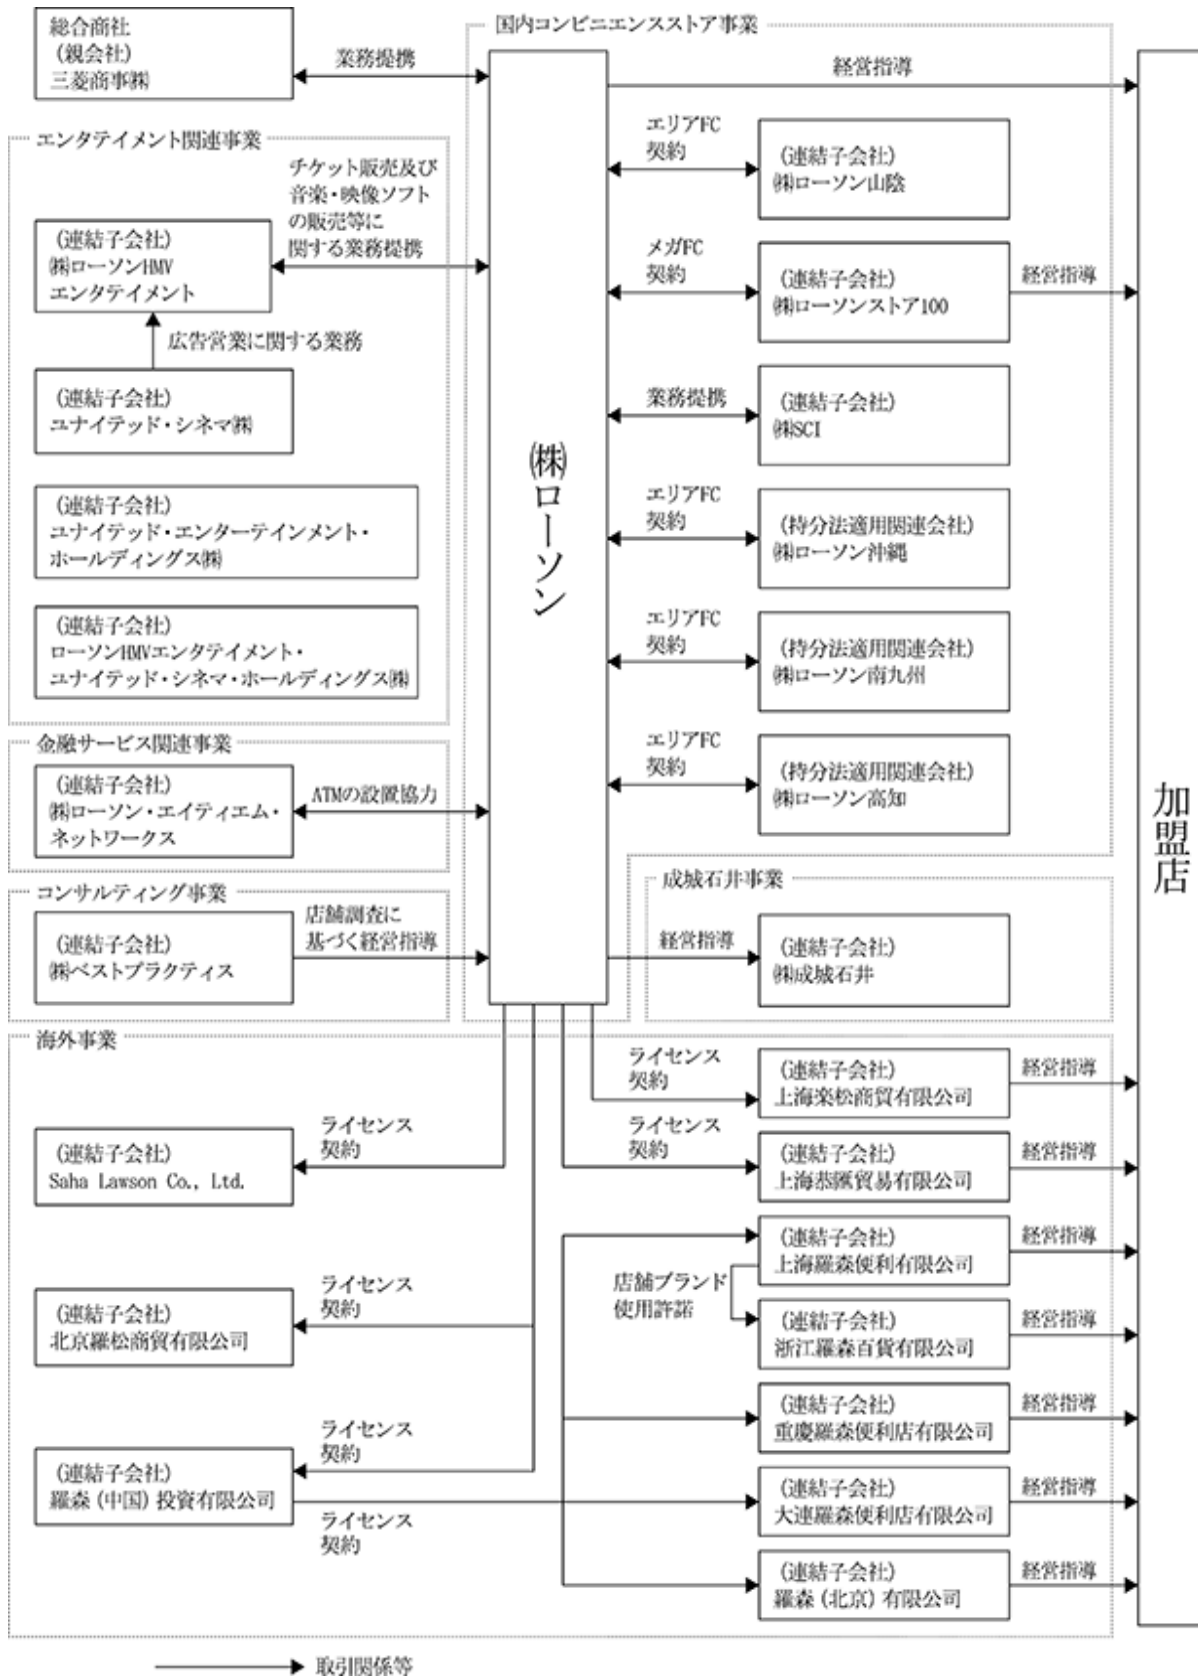 総合商社
(親会社)
三菱商事㈱
業務提携
エンタテイメント関連事業
チケット販売及び
音楽・映像ソフト
の販売等に
関する業務提携
(連結子会社)
㈱ローソンHMV
エンタテイメント
広告営業に関する業務
(連結子会社)
ユナイテッド・シネマ㈱
(連結子会社)
ユナイテッド・エンターテインメント・
ホールディングス㈱
(連結子会社)
ローソンHMVエンタテイメント・
ユナイテッド・シネマ・ホールディングス㈱
金融サービス関連事業
(連結子会社)
㈱ローソン・エイティエム・
ネットワークス
ATMの設置協力
コンサルティング事業
(連結子会社)
㈱ベストプラクティス
店舗調査に
基づく経営指導
国内コンビニエンスストア事業
㈱ローソン
経営指導
エリアFC
契約
(連結子会社)
㈱ローソン山陰
メガFC
契約
(連結子会社)
㈱ローソンストア100
経営指導
業務提携
(連結子会社)
㈱SCI
エリアFC
契約
(持分法適用関連会社)
㈱ローソン沖縄
エリアFC
契約
(持分法適用関連会社)
㈱ローソン南九州
エリアFC
契約
(持分法適用関連会社)
㈱ローソン高知
成城石井事業
経営指導
(連結子会社)
㈱成城石井
加盟店
海外事業
ライセンス
契約
(連結子会社)
Saha Lawson Co., Ltd.
ライセンス
契約
(連結子会社)
北京羅松商貿有限公司
ライセンス
契約
(連結子会社)
羅森(中国)投資有限公司
ライセンス
契約
ライセンス
契約
(連結子会社)
上海楽松商貿有限公司
経営指導
ライセンス
契約
(連結子会社)
上海恭匯貿易有限公司
経営指導
(連結子会社)
上海羅森便利有限公司
経営指導
店舗ブランド
使用許諾
(連結子会社)
浙江羅森百貨有限公司
経営指導
(連結子会社)
重慶羅森便利店有限公司
経営指導
(連結子会社)
大連羅森便利店有限公司
経営指導
(連結子会社)
羅森(北京)有限公司
経営指導
取引関係等